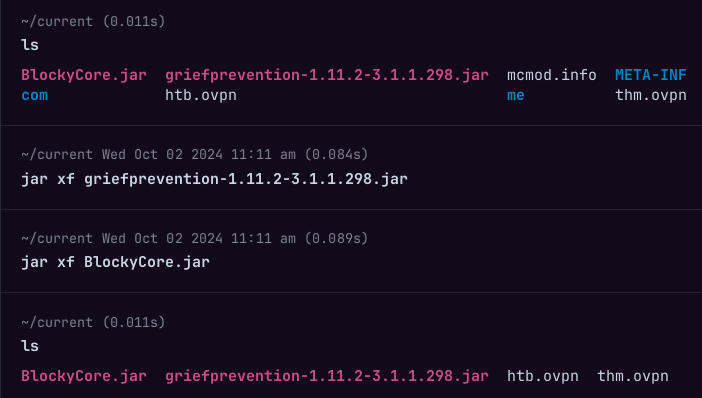 ~/current (0.011s)
ls
BlockyCore.jar griefprevention-1.11.2-3.1.1.298.jar mcmod.info META-INF
com htb.ovpn me thm.ovpn
~/current Wed Oct 02 2024 11:11 am (0.084s)
jar xf griefprevention-1.11.2-3.1.1.298.jar
~/current Wed Oct 02 2024 11:11 am (0.089s)
jar xf BlockyCore.jar
~/current (0.011s)
ls
BlockyCore.jar griefprevention-1.11.2-3.1.1.298.jar htb.ovpn thm.ovpn